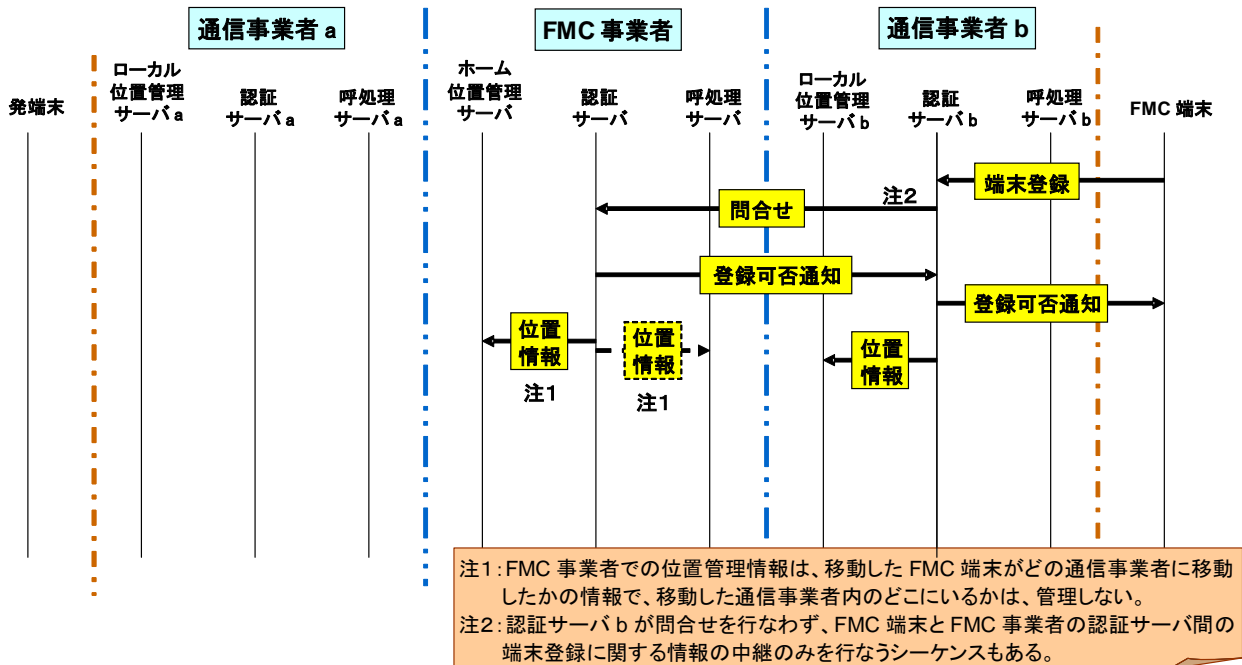 通信事業者 a
FMC 事業者
通信事業者 b
発端末
ローカル
位置管理
サーバ a
認証
サーバ a
呼処理
サーバ a
ホーム
位置管理
サーバ
認証
サーバ
呼処理
サーバ
ローカル
位置管理
サーバ b
認証
サーバ b
呼処理
サーバ b
FMC 端末
端末登録
問合せ
注2
登録可否通知
登録可否通知
位置
情報
注1
位置
情報
注1
位置
情報
注1:FMC 事業者での位置管理情報は、移動した FMC 端末がどの通信事業者に移動
したかの情報で、移動した通信事業者内のどこにいるかは、管理しない。
注2:認証サーバ b が問合せを行なわず、FMC 端末と FMC 事業者の認証サーバ間の
端末登録に関する情報の中継のみを行なうシーケンスもある。